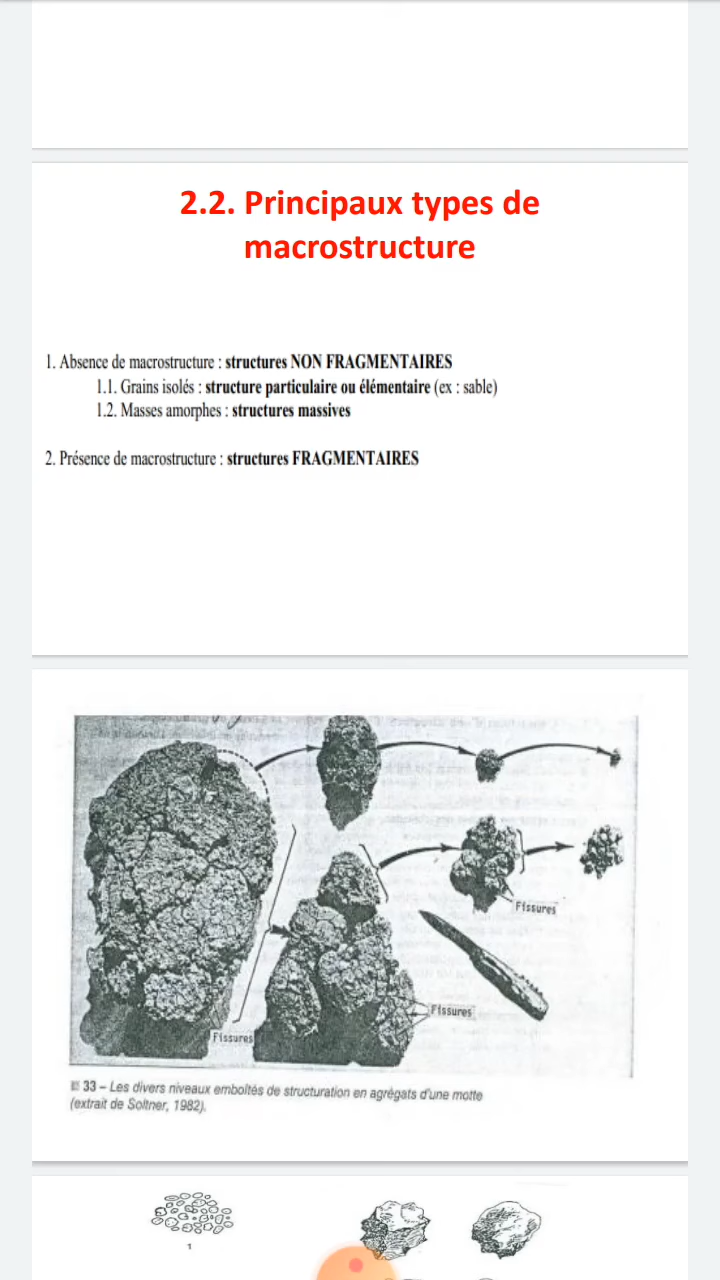 2.2. Principaux types de
macrostructure
1. Absence de macrostructure : structures NON FRAGMENTAIRES
1.1. Grains isolés : structure particulaire ou élémentaire (ex : sable)
1.2. Masses amorphes : structures massives
2. Présence de macrostructure : structures FRAGMENTAIRES
Fissures
Fissures
Fissures
33 – Les divers niveaux emboîtés de structuration en agrégats d'une motte
(extrait de Soltner, 1982).
1